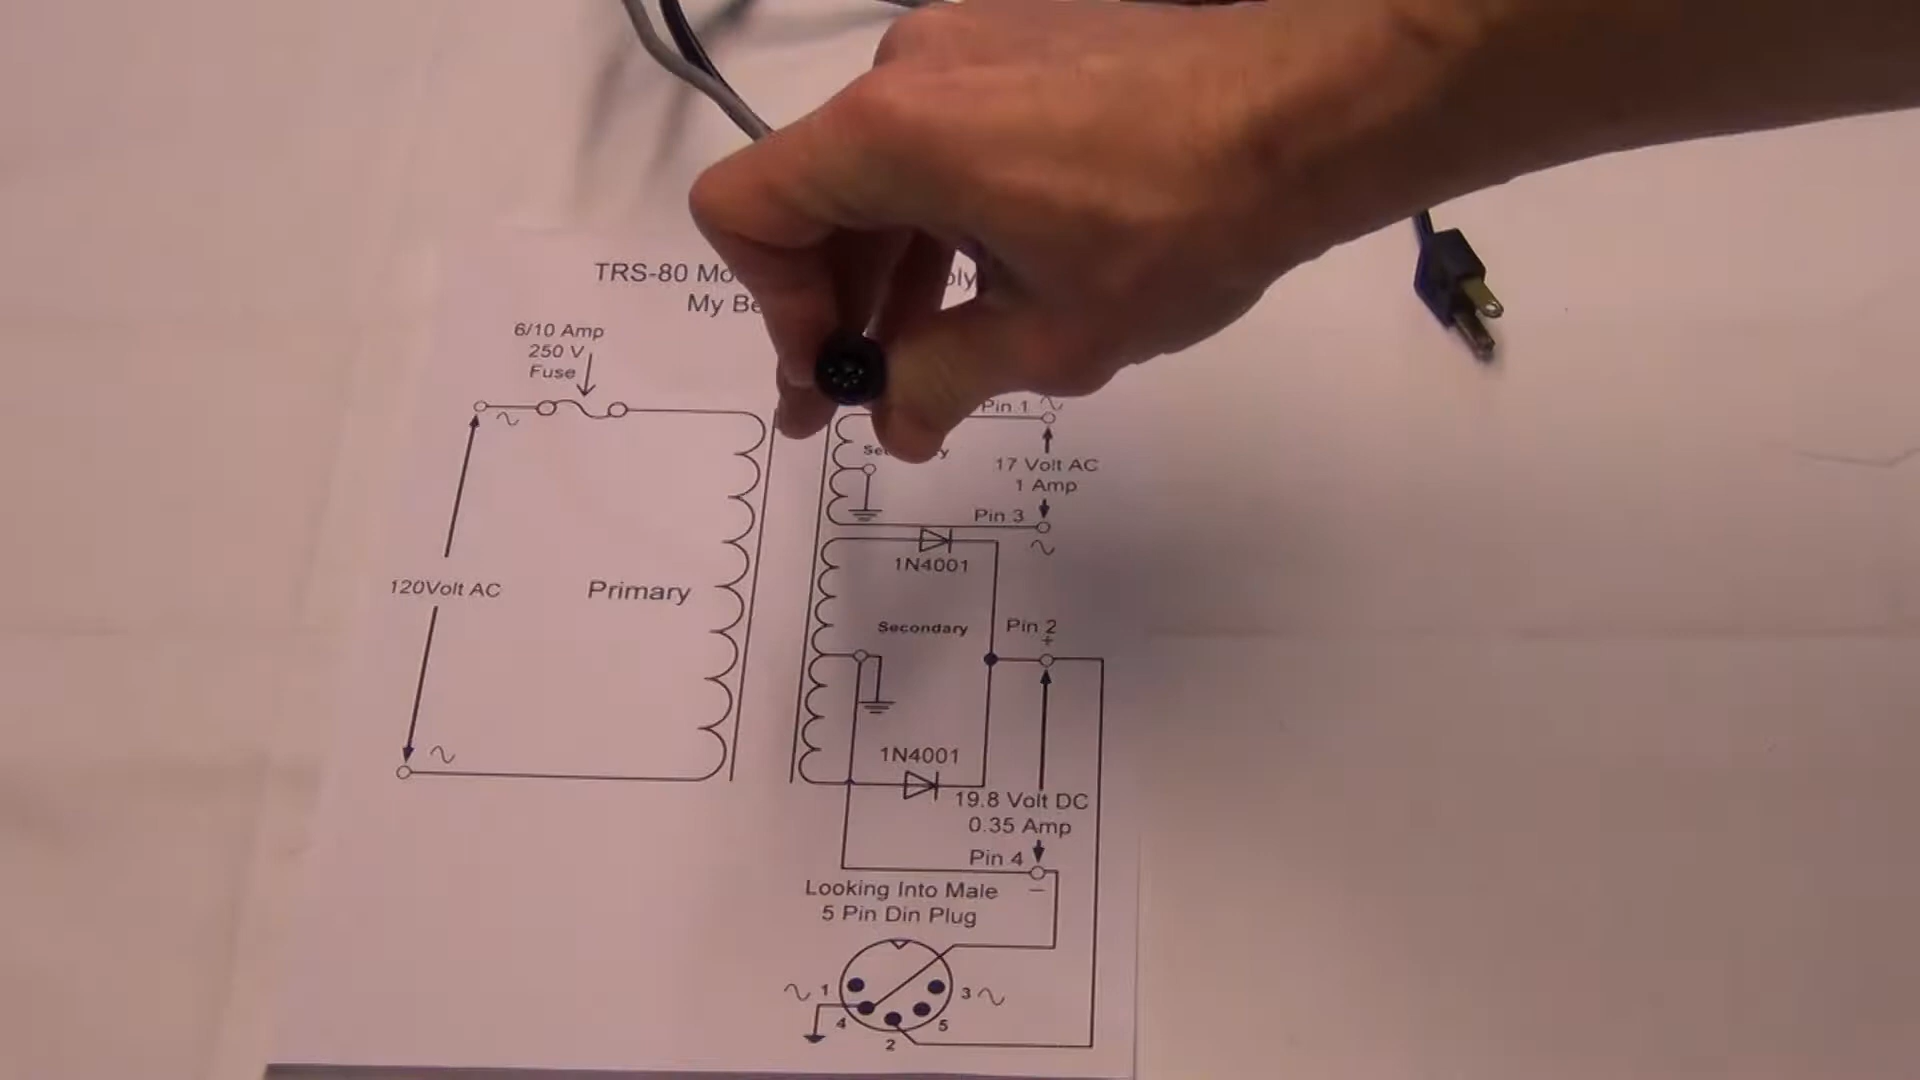 TRS-80
My
6/10 Amp
250 V
Fuse
Pin 1
17 Volt AC
1 Amp
Pin 3
1N4001
120Volt AC
Primary
Secondary
Pin 2
+
1N4001
19.8 Volt DC
0.35 Amp
Pin 4
–
Looking Into Male
5 Pin Din Plug
1
3
4
5
2